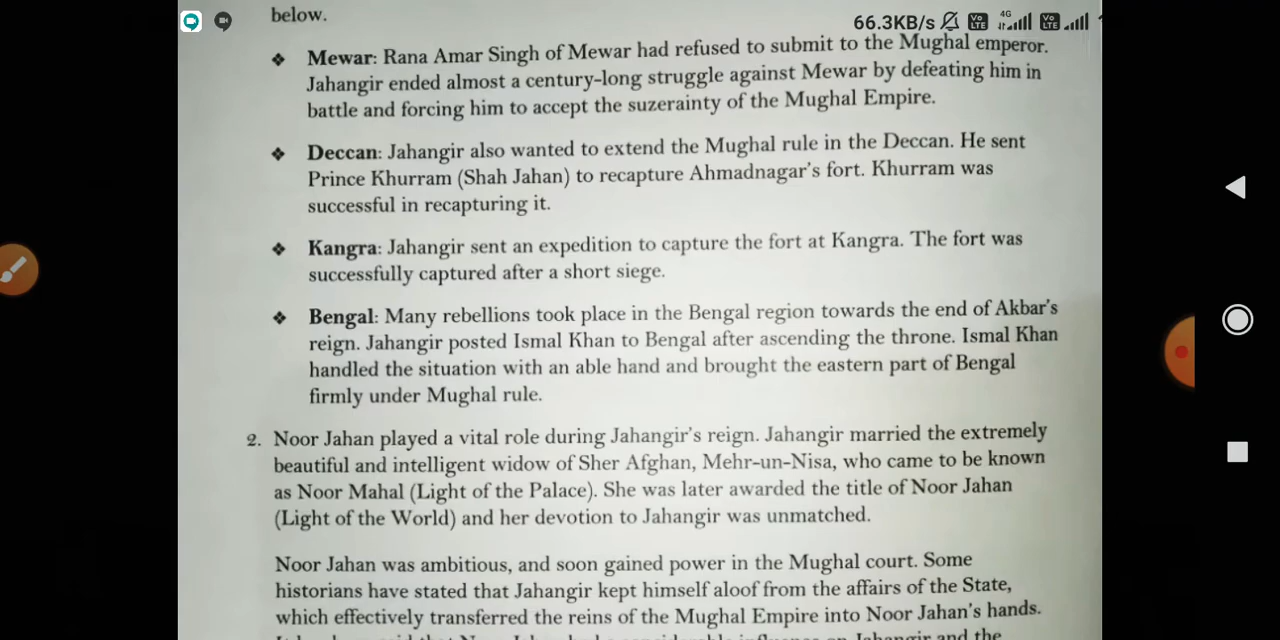 below.
66.3KB/s Vo LTE 4G Vo LTE
❖ Mewar: Rana Amar Singh of Mewar had refused to submit to the Mughal emperor.
Jahangir ended almost a century-long struggle against Mewar by defeating him in
battle and forcing him to accept the suzerainty of the Mughal Empire.
❖ Deccan: Jahangir also wanted to extend the Mughal rule in the Deccan. He sent
Prince Khurram (Shah Jahan) to recapture Ahmadnagar's fort. Khurram was
successful in recapturing it.
❖ Kangra: Jahangir sent an expedition to capture the fort at Kangra. The fort was
successfully captured after a short siege.
❖ Bengal: Many rebellions took place in the Bengal region towards the end of Akbar's
reign. Jahangir posted Ismal Khan to Bengal after ascending the throne. Ismal Khan
handled the situation with an able hand and brought the eastern part of Bengal
firmly under Mughal rule.
2. Noor Jahan played a vital role during Jahangir's reign. Jahangir married the extremely
beautiful and intelligent widow of Sher Afghan, Mehr-un-Nisa, who came to be known
as Noor Mahal (Light of the Palace). She was later awarded the title of Noor Jahan
(Light of the World) and her devotion to Jahangir was unmatched.
Noor Jahan was ambitious, and soon gained power in the Mughal court. Some
historians have stated that Jahangir kept himself aloof from the affairs of the State,
which effectively transferred the reins of the Mughal Empire into Noor Jahan's hands.